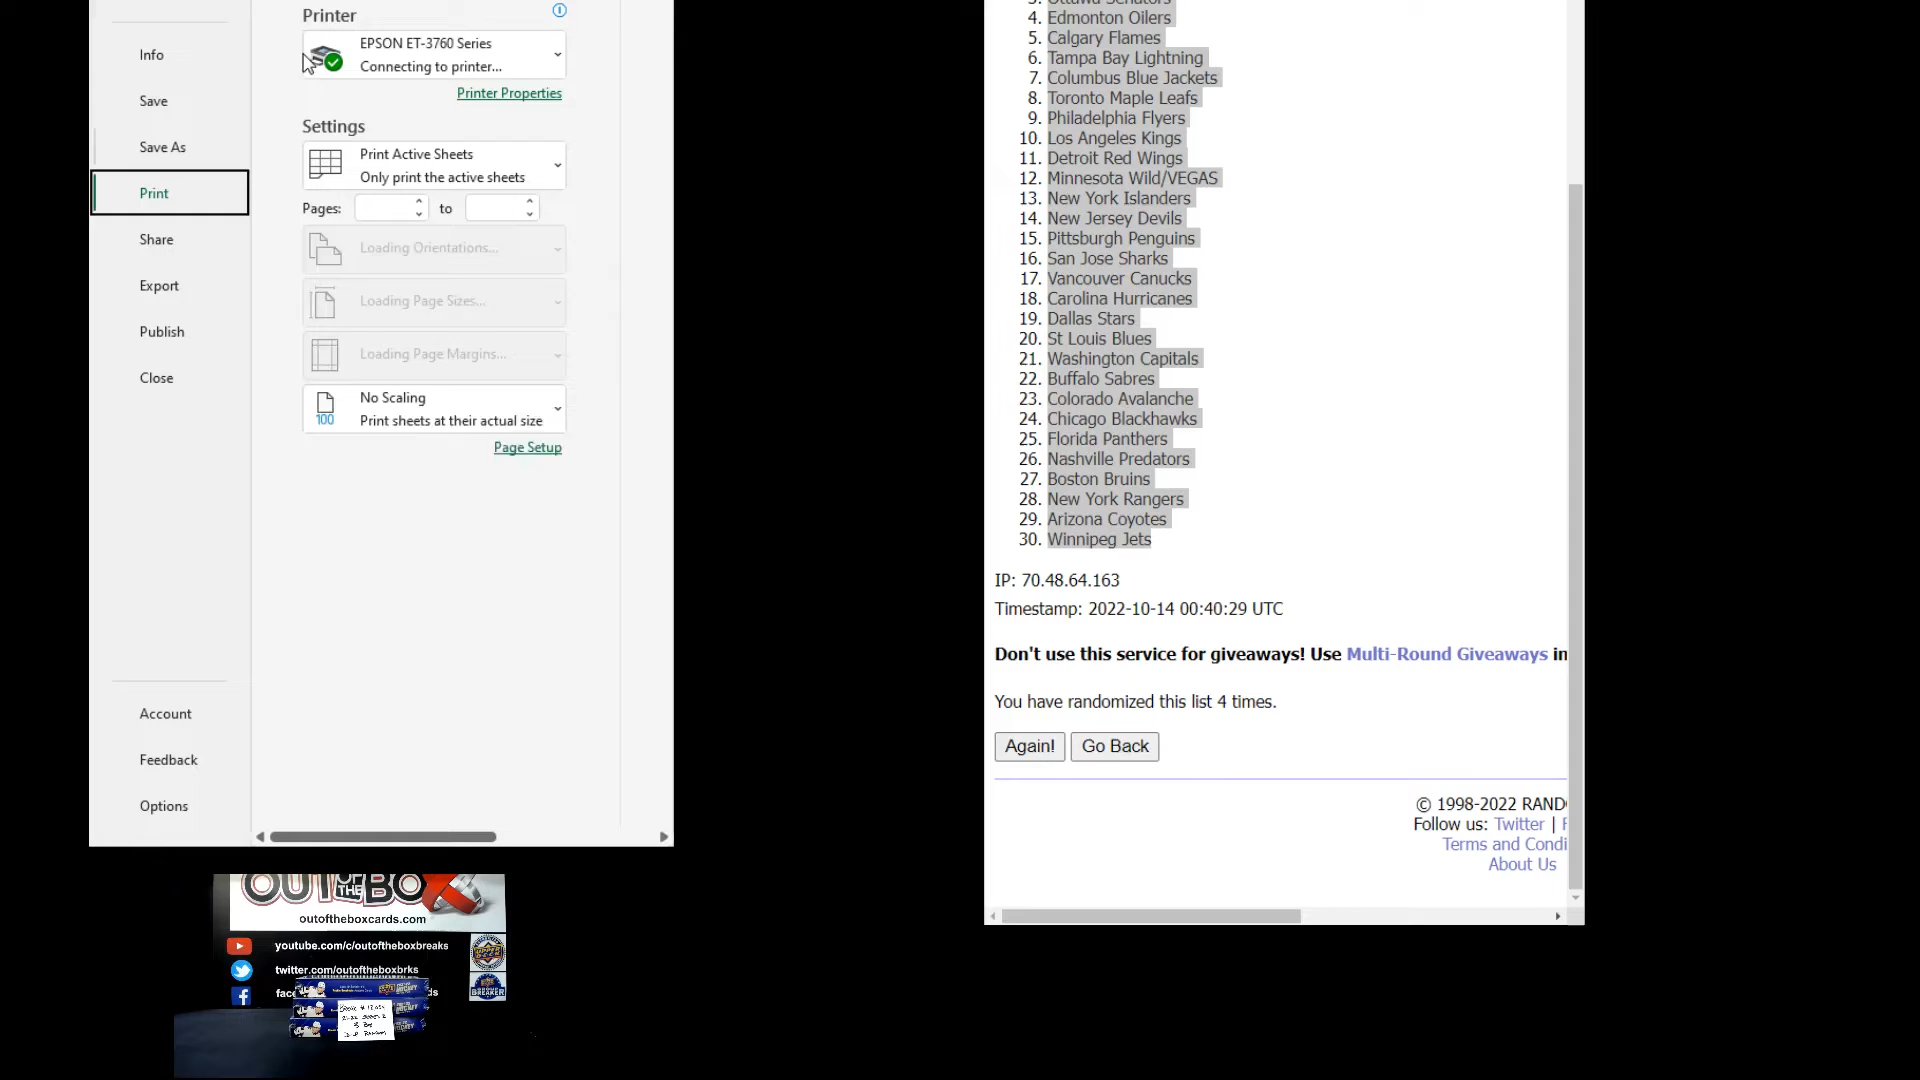 Printer
EPSON ET-3760 Series
Connecting to printer...
Printer Properties
Settings
Print Active Sheets
Only print the active sheets
Pages:
to
Loading Orientations...
Loading Page Sizes...
Loading Page Margins...
No Scaling
100
Print sheets at their actual size
Page Setup
Info
Save
Save As
Print
Share
Export
Publish
Close
Account
Feedback
Options
4. Edmonton Oilers
5. Calgary Flames
6. Tampa Bay Lightning
7. Columbus Blue Jackets
8. Toronto Maple Leafs
9. Philadelphia Flyers
10. Los Angeles Kings
11. Detroit Red Wings
12. Minnesota Wild/VEGAS
13. New York Islanders
14. New Jersey Devils
15. Pittsburgh Penguins
16. San Jose Sharks
17. Vancouver Canucks
18. Carolina Hurricanes
19. Dallas Stars
20. St Louis Blues
21. Washington Capitals
22. Buffalo Sabres
23. Colorado Avalanche
24. Chicago Blackhawks
25. Florida Panthers
26. Nashville Predators
27. Boston Bruins
28. New York Rangers
29. Arizona Coyotes
30. Winnipeg Jets
IP: 70.48.64.163
Timestamp: 2022-10-14 00:40:29 UTC
Don't use this service for giveaways! Use Multi-Round Giveaways in
You have randomized this list 4 times.
Again!
Go Back
© 1998-2022 RAND
Follow us: Twitter |
Terms and Condi
About Us
OUT OF THE BOX
outoftheboxcards.com
youtube.com/c/outoftheboxbreaks
twitter.com/outoftheboxbrks